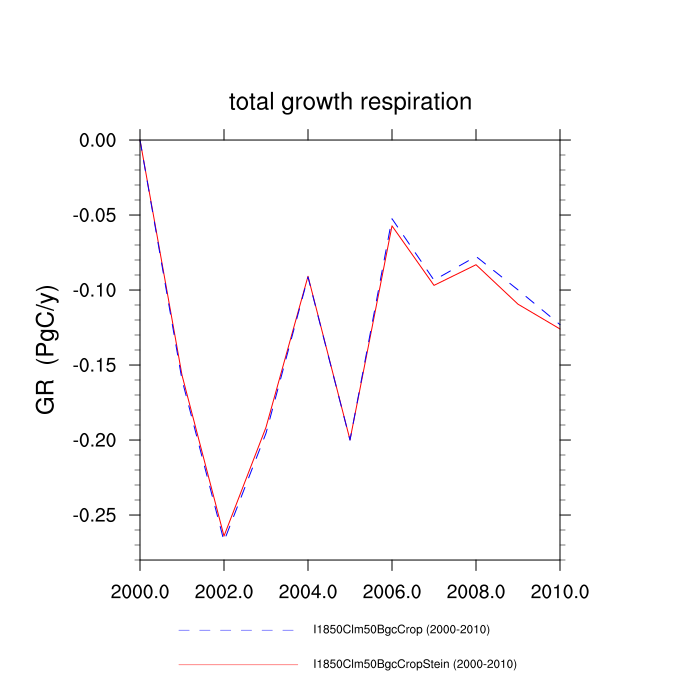 total growth respiration
0.00
-0.05
-0.10
-0.15
-0.20
-0.25
GR (PgC/y)
2000.0 2002.0 2004.0 2006.0 2008.0 2010.0
I1850Clm50BgcCrop (2000-2010)
I1850Clm50BgcCropStein (2000-2010)